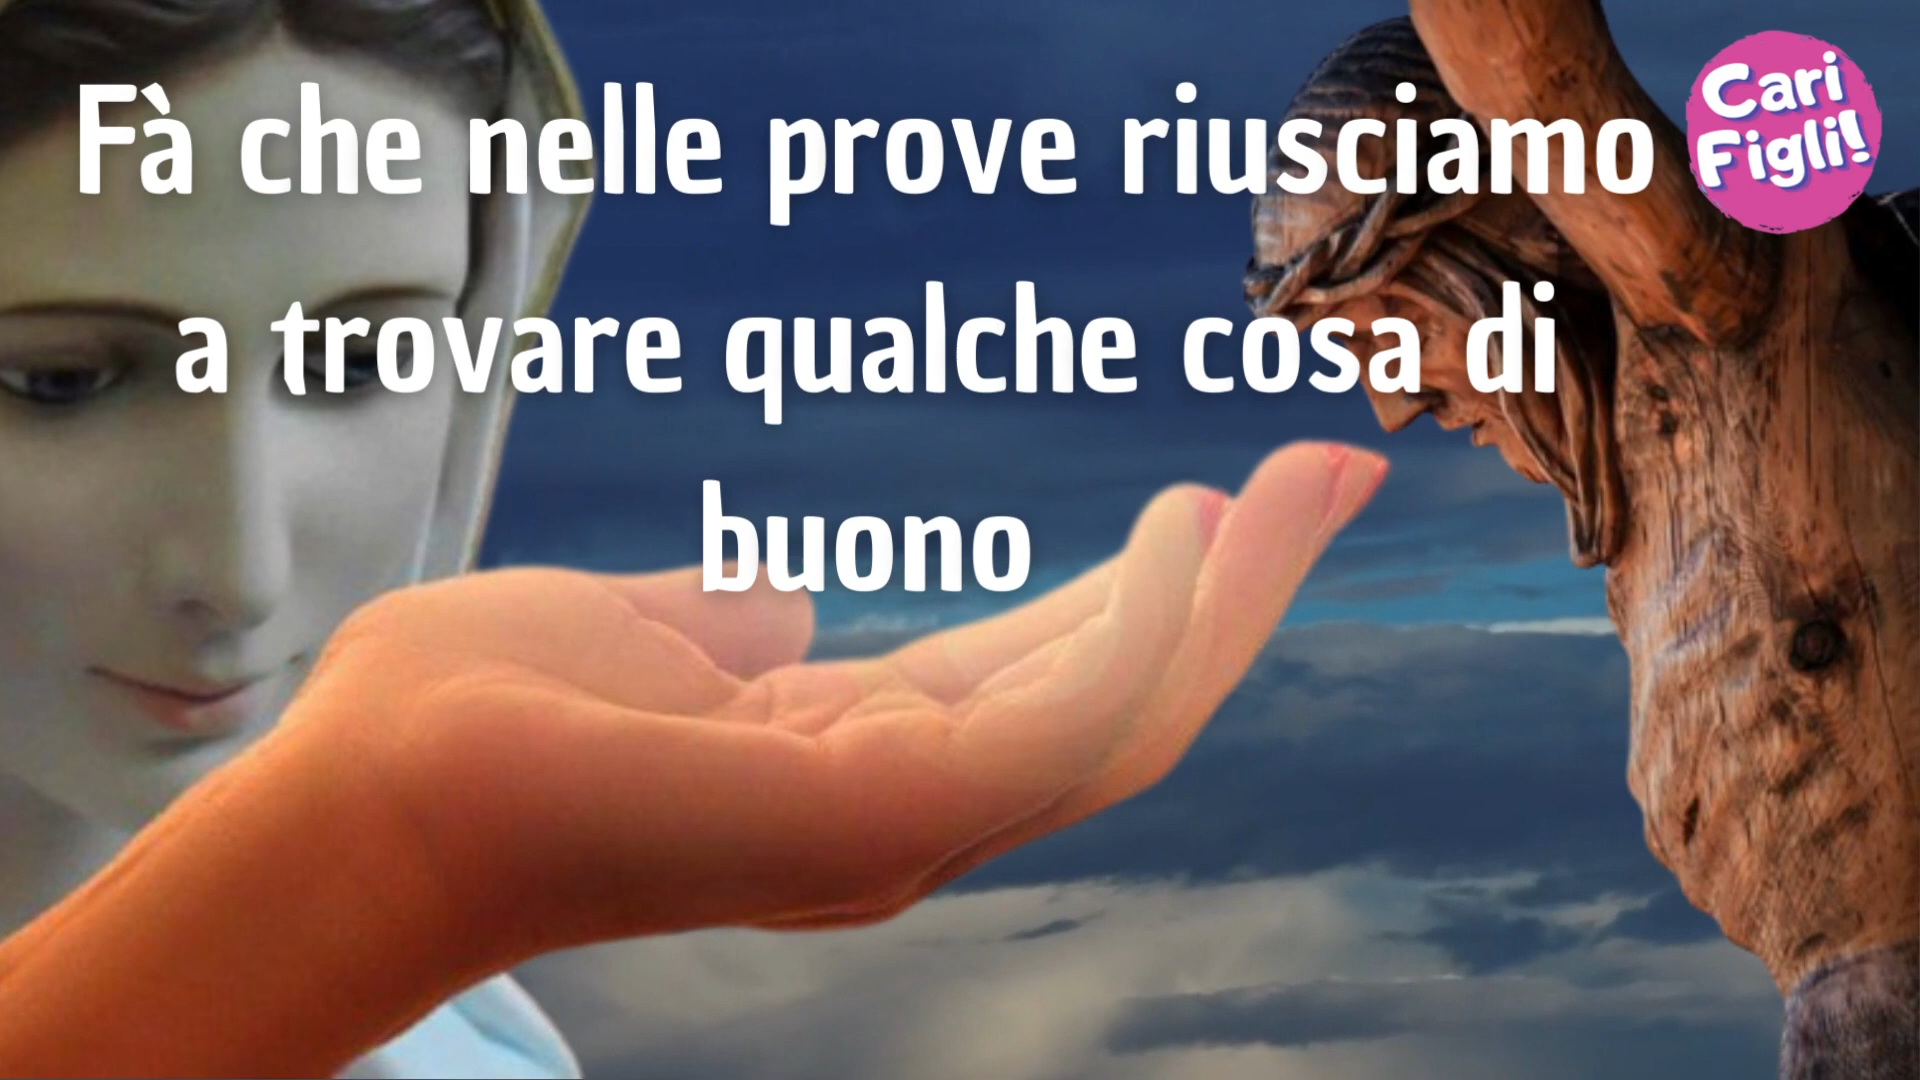 Fà che nelle prove riusciamo
a trovare qualche cosa di
buono
Cari
Figli!